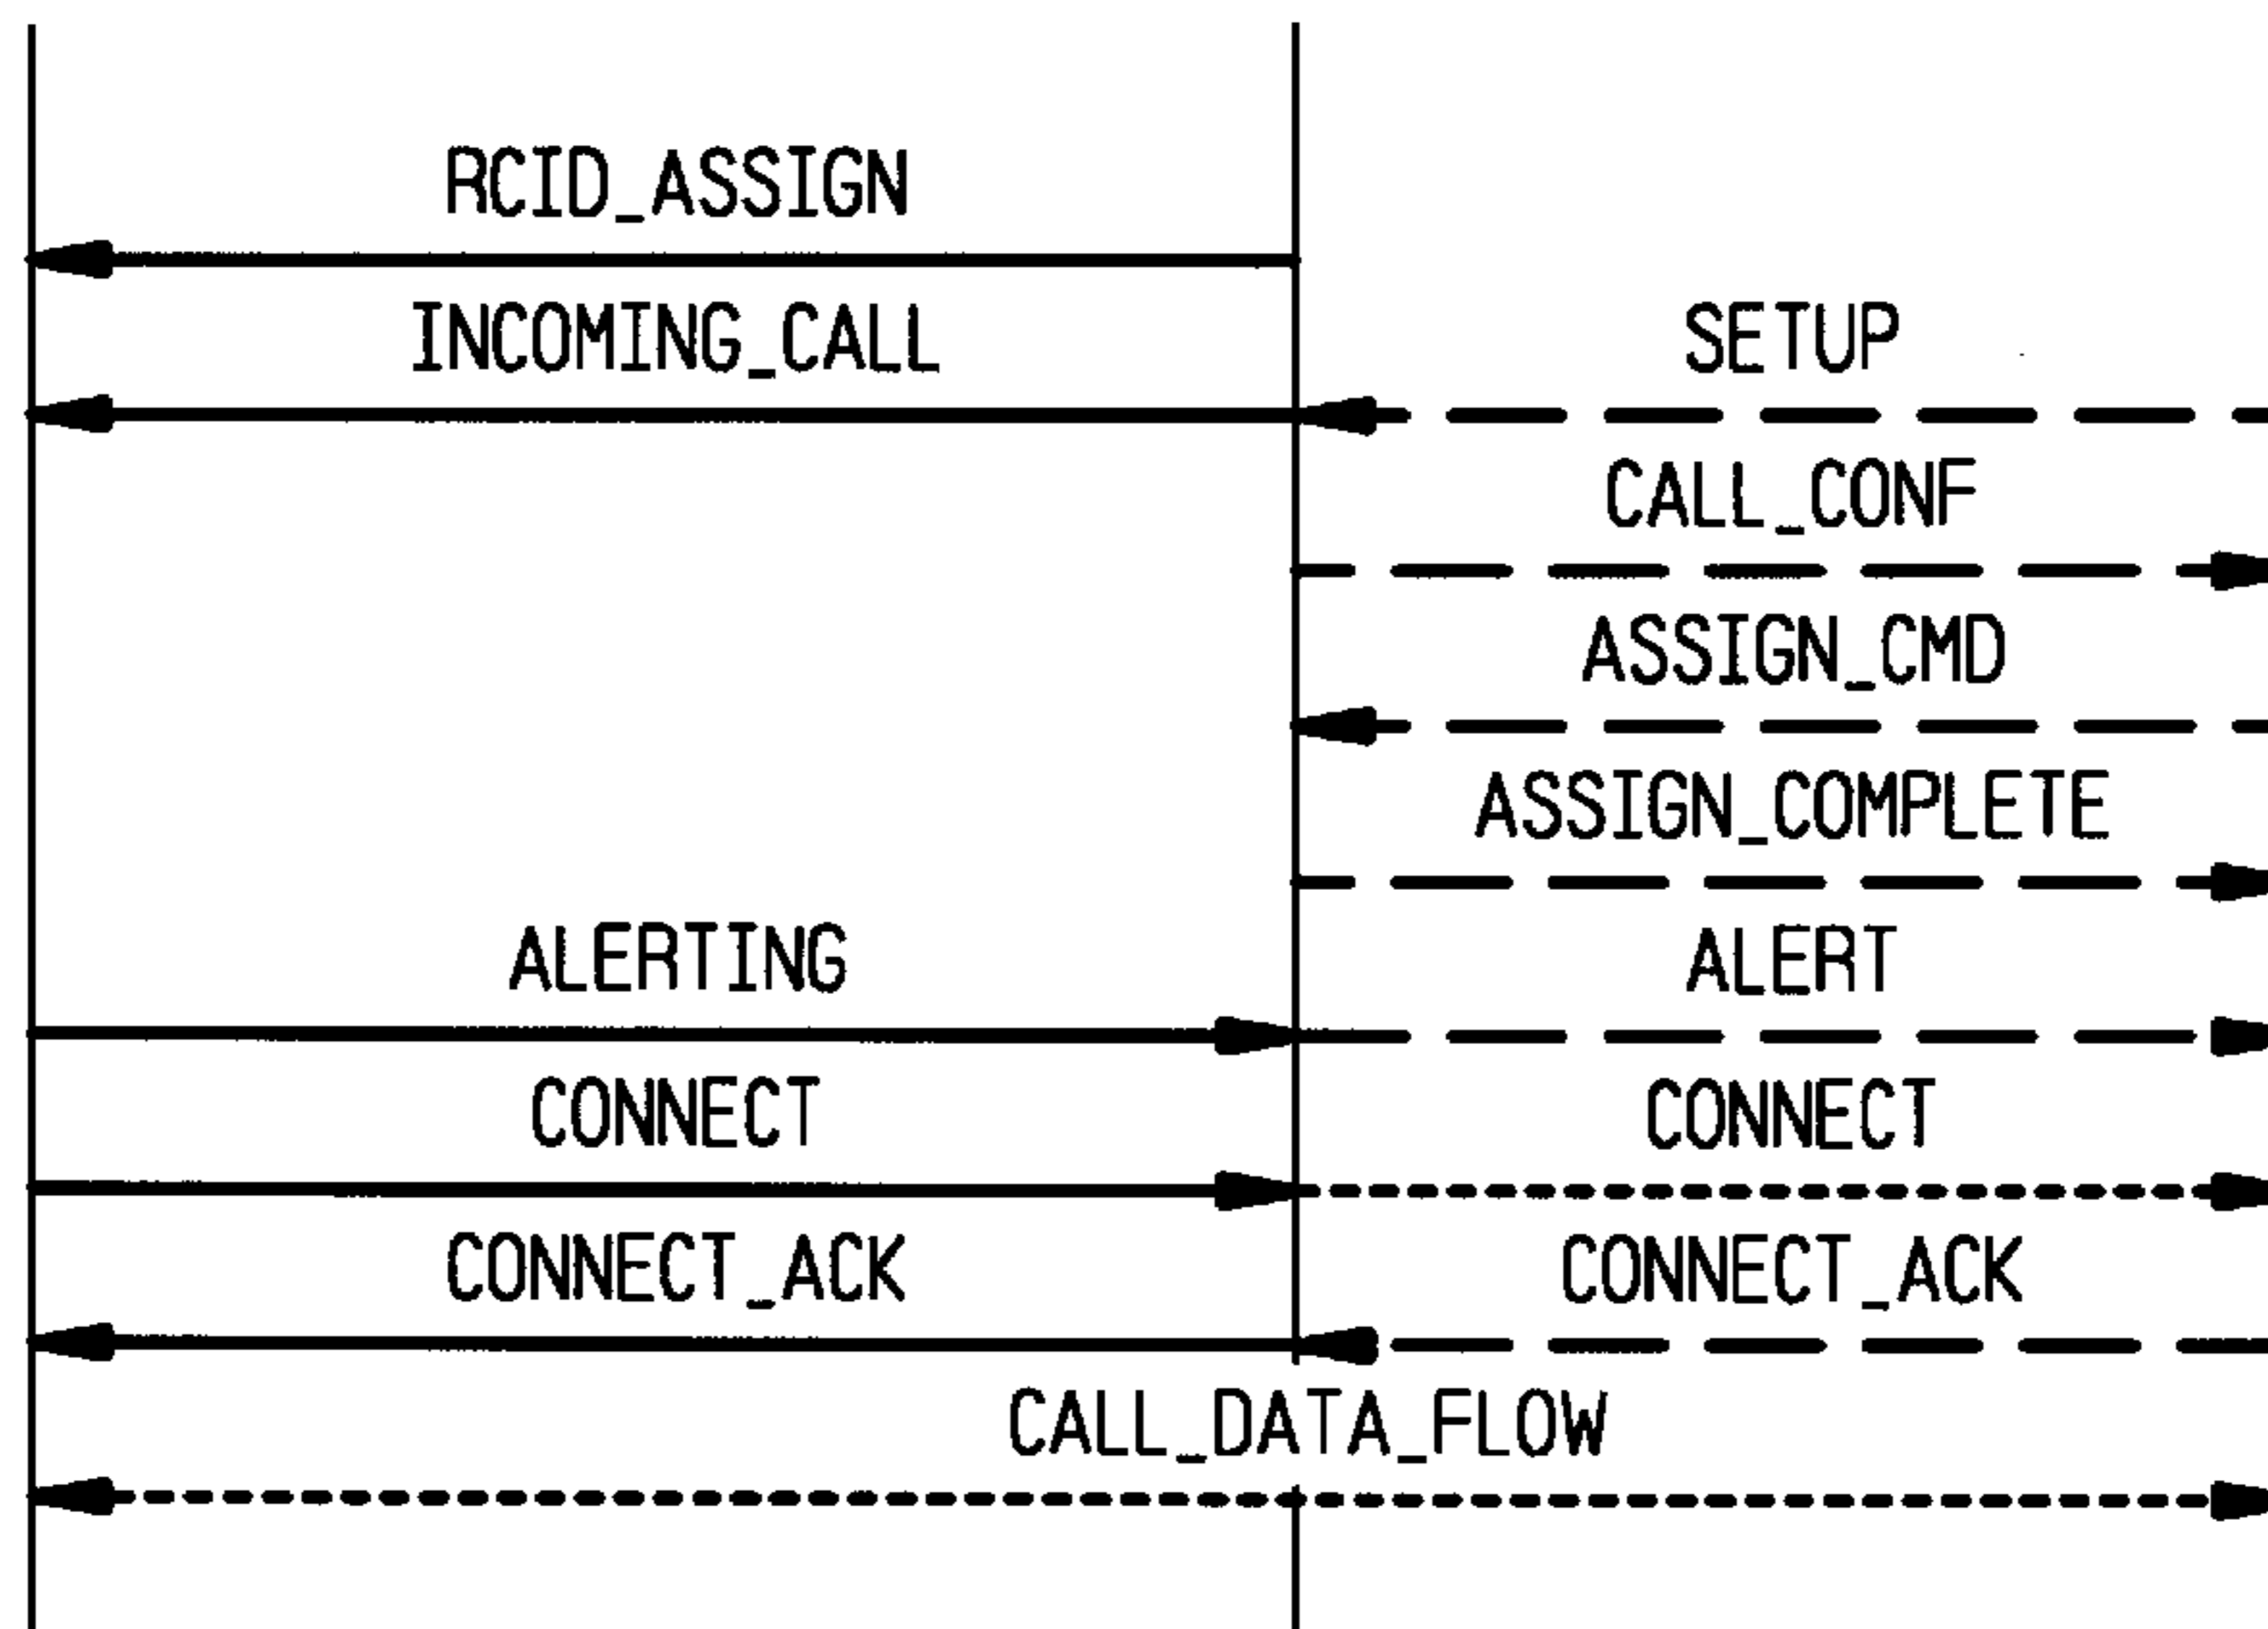 RCID_ASSIGN
INCOMING_CALL
SETUP
CALL_CONF
ASSIGN_CMD
ASSIGN_COMPLETE
ALERTING
ALERT
CONNECT
CONNECT
CONNECT_ACK
CONNECT_ACK
CALL_DATA_FLOW